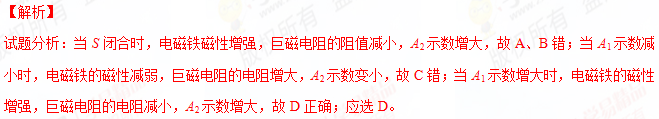 【解析】
试题分析：当 S 闭合时，电磁铁磁性增强，巨磁电阻的阻值减小，A2 示数增大，故 A、B 错；当 A1 示数减
小时，电磁铁的磁性减弱，巨磁电阻的电阻增大，A2 示数变小，故 C 错；当 A1 示数增大时，电磁铁的磁性
增强，巨磁电阻的电阻减小，A2 示数增大，故 D 正确；应选 D。